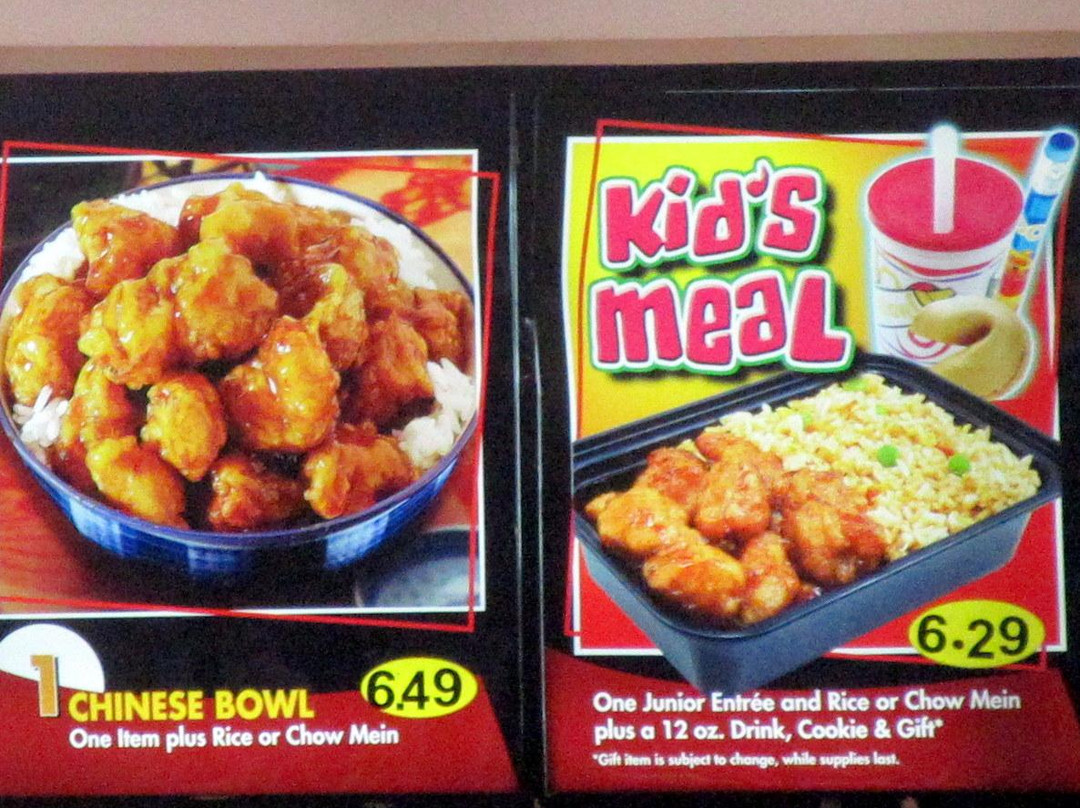 1
CHINESE BOWL
6.49
One Item plus Rice or Chow Mein
Kid's
meal
6.29
One Junior Entrée and Rice or Chow Mein
plus a 12 oz. Drink, Cookie & Gift*
*Gift item is subject to change, while supplies last.